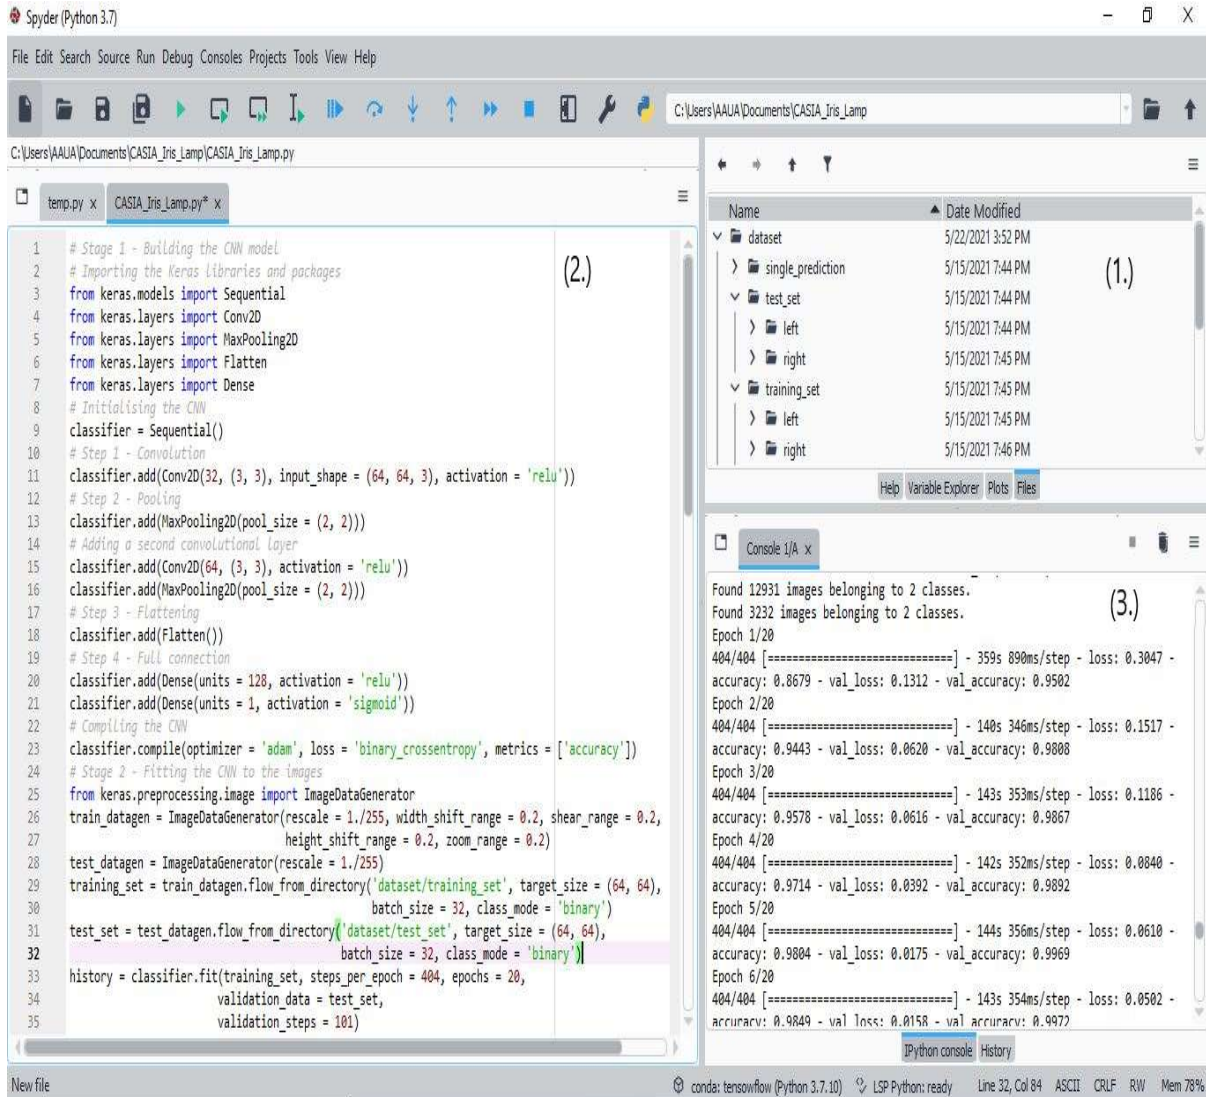 Spyder (Python 3.7)
File Edit Search Source Run Debug Consoles Projects Tools View Help
C:\Users\AAUA\Documents\CASIA_Iris_Lamp
C:\Users\AAUA\Documents\CASIA_Iris_Lamp\CASIA_Iris_Lamp.py
temp.py x CASIA_Iris_Lamp.py* x
(2.)
1 # Stage 1 - Building the CNN model
2 # Importing the Keras libraries and packages
3 from keras.models import Sequential
4 from keras.layers import Conv2D
5 from keras.layers import MaxPooling2D
6 from keras.layers import Flatten
7 from keras.layers import Dense
8 # Initialising the CNN
9 classifier = Sequential()
10 # Step 1 - Convolution
11 classifier.add(Conv2D(32, (3, 3), input_shape = (64, 64, 3), activation = 'relu'))
12 # Step 2 - Pooling
13 classifier.add(MaxPooling2D(pool_size = (2, 2)))
14 # Adding a second convolutional layer
15 classifier.add(Conv2D(64, (3, 3), activation = 'relu'))
16 classifier.add(MaxPooling2D(pool_size = (2, 2)))
17 # Step 3 - Flattening
18 classifier.add(Flatten())
19 # Step 4 - Full connection
20 classifier.add(Dense(units = 128, activation = 'relu'))
21 classifier.add(Dense(units = 1, activation = 'sigmoid'))
22 # Compiling the CNN
23 classifier.compile(optimizer = 'adam', loss = 'binary_crossentropy', metrics = ['accuracy'])
24 # Stage 2 - Fitting the CNN to the images
25 from keras.preprocessing.image import ImageDataGenerator
26 train_datagen = ImageDataGenerator(rescale = 1./255, width_shift_range = 0.2, shear_range = 0.2,
27 height_shift_range = 0.2, zoom_range = 0.2)
28 test_datagen = ImageDataGenerator(rescale = 1./255)
29 training_set = train_datagen.flow_from_directory('dataset/training_set', target_size = (64, 64),
30 batch_size = 32, class_mode = 'binary')
31 test_set = test_datagen.flow_from_directory('dataset/test_set', target_size = (64, 64),
32 batch_size = 32, class_mode = 'binary')
33 history = classifier.fit(training_set, steps_per_epoch = 404, epochs = 20,
34 validation_data = test_set,
35 validation_steps = 101)
Name Date Modified
(1.)
dataset 5/22/2021 3:52 PM
single_prediction 5/15/2021 7:44 PM
test_set 5/15/2021 7:44 PM
left 5/15/2021 7:44 PM
right 5/15/2021 7:45 PM
training_set 5/15/2021 7:45 PM
left 5/15/2021 7:45 PM
right 5/15/2021 7:46 PM
Help Variable Explorer Plots Files
Console 1/A x
(3.)
Found 12931 images belonging to 2 classes.
Found 3232 images belonging to 2 classes.
Epoch 1/20
404/404 [==============================] - 359s 890ms/step - loss: 0.3047 -
accuracy: 0.8679 - val_loss: 0.1312 - val_accuracy: 0.9502
Epoch 2/20
404/404 [==============================] - 140s 346ms/step - loss: 0.1517 -
accuracy: 0.9443 - val_loss: 0.0620 - val_accuracy: 0.9808
Epoch 3/20
404/404 [==============================] - 143s 353ms/step - loss: 0.1186 -
accuracy: 0.9578 - val_loss: 0.0616 - val_accuracy: 0.9867
Epoch 4/20
404/404 [==============================] - 142s 352ms/step - loss: 0.0840 -
accuracy: 0.9714 - val_loss: 0.0392 - val_accuracy: 0.9892
Epoch 5/20
404/404 [==============================] - 144s 356ms/step - loss: 0.0610 -
accuracy: 0.9804 - val_loss: 0.0175 - val_accuracy: 0.9969
Epoch 6/20
404/404 [==============================] - 143s 354ms/step - loss: 0.0502 -
accuracy: 0.9849 - val_loss: 0.0158 - val_accuracy: 0.9972
IPython console History
New file conda: tensowflow (Python 3.7.10) LSP Python: ready Line 32, Col 84 ASCII CRLF RW Mem 78%